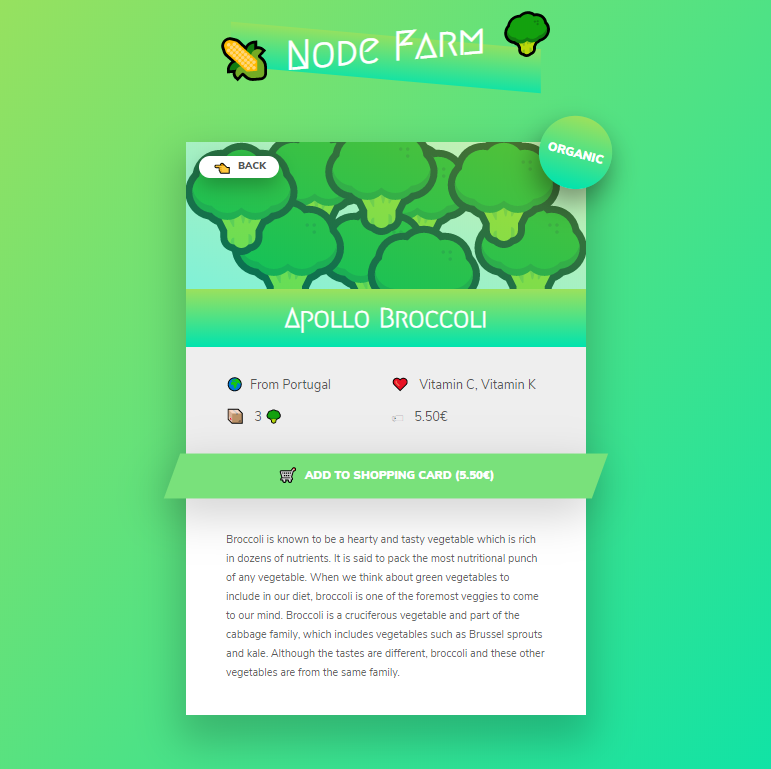 Node Farm
ORGANIC
BACK
Apollo Broccoli
From Portugal
Vitamin C, Vitamin K
3
5.50€
ADD TO SHOPPING CARD (5.50€)
Broccoli is known to be a hearty and tasty vegetable which is rich
in dozens of nutrients. It is said to pack the most nutritional punch
of any vegetable. When we think about green vegetables to
include in our diet, broccoli is one of the foremost veggies to come
to our mind. Broccoli is a cruciferous vegetable and part of the
cabbage family, which includes vegetables such as Brussel sprouts
and kale. Although the tastes are different, broccoli and these other
vegetables are from the same family.